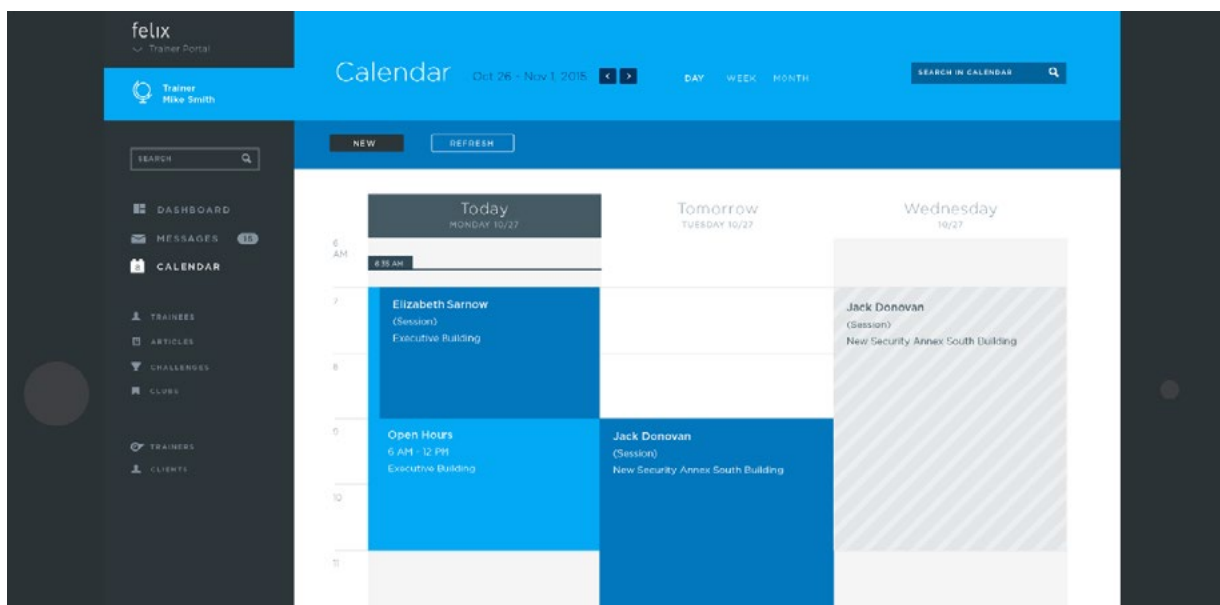 felix
Trainer Portal
Trainer
Mike Smith
SEARCH
DASHBOARD
MESSAGES 15
CALENDAR
TRAINEES
ARTICLES
CHALLENGES
CLUBS
TRAINERS
CLIENTS
Calendar Oct 26 - Nov 1, 2015 < > DAY WEEK MONTH
SEARCH IN CALENDAR
NEW REFRESH
Today Tomorrow Wednesday
MONDAY 10/27 TUESDAY 10/27 10/27
6
AM
6:35 AM
7
Elizabeth Sarnow
(Session)
Executive Building
Jack Donovan
(Session)
New Security Annex South Building
8
9
Open Hours
6 AM - 12 PM
Executive Building
Jack Donovan
(Session)
New Security Annex South Building
10
11